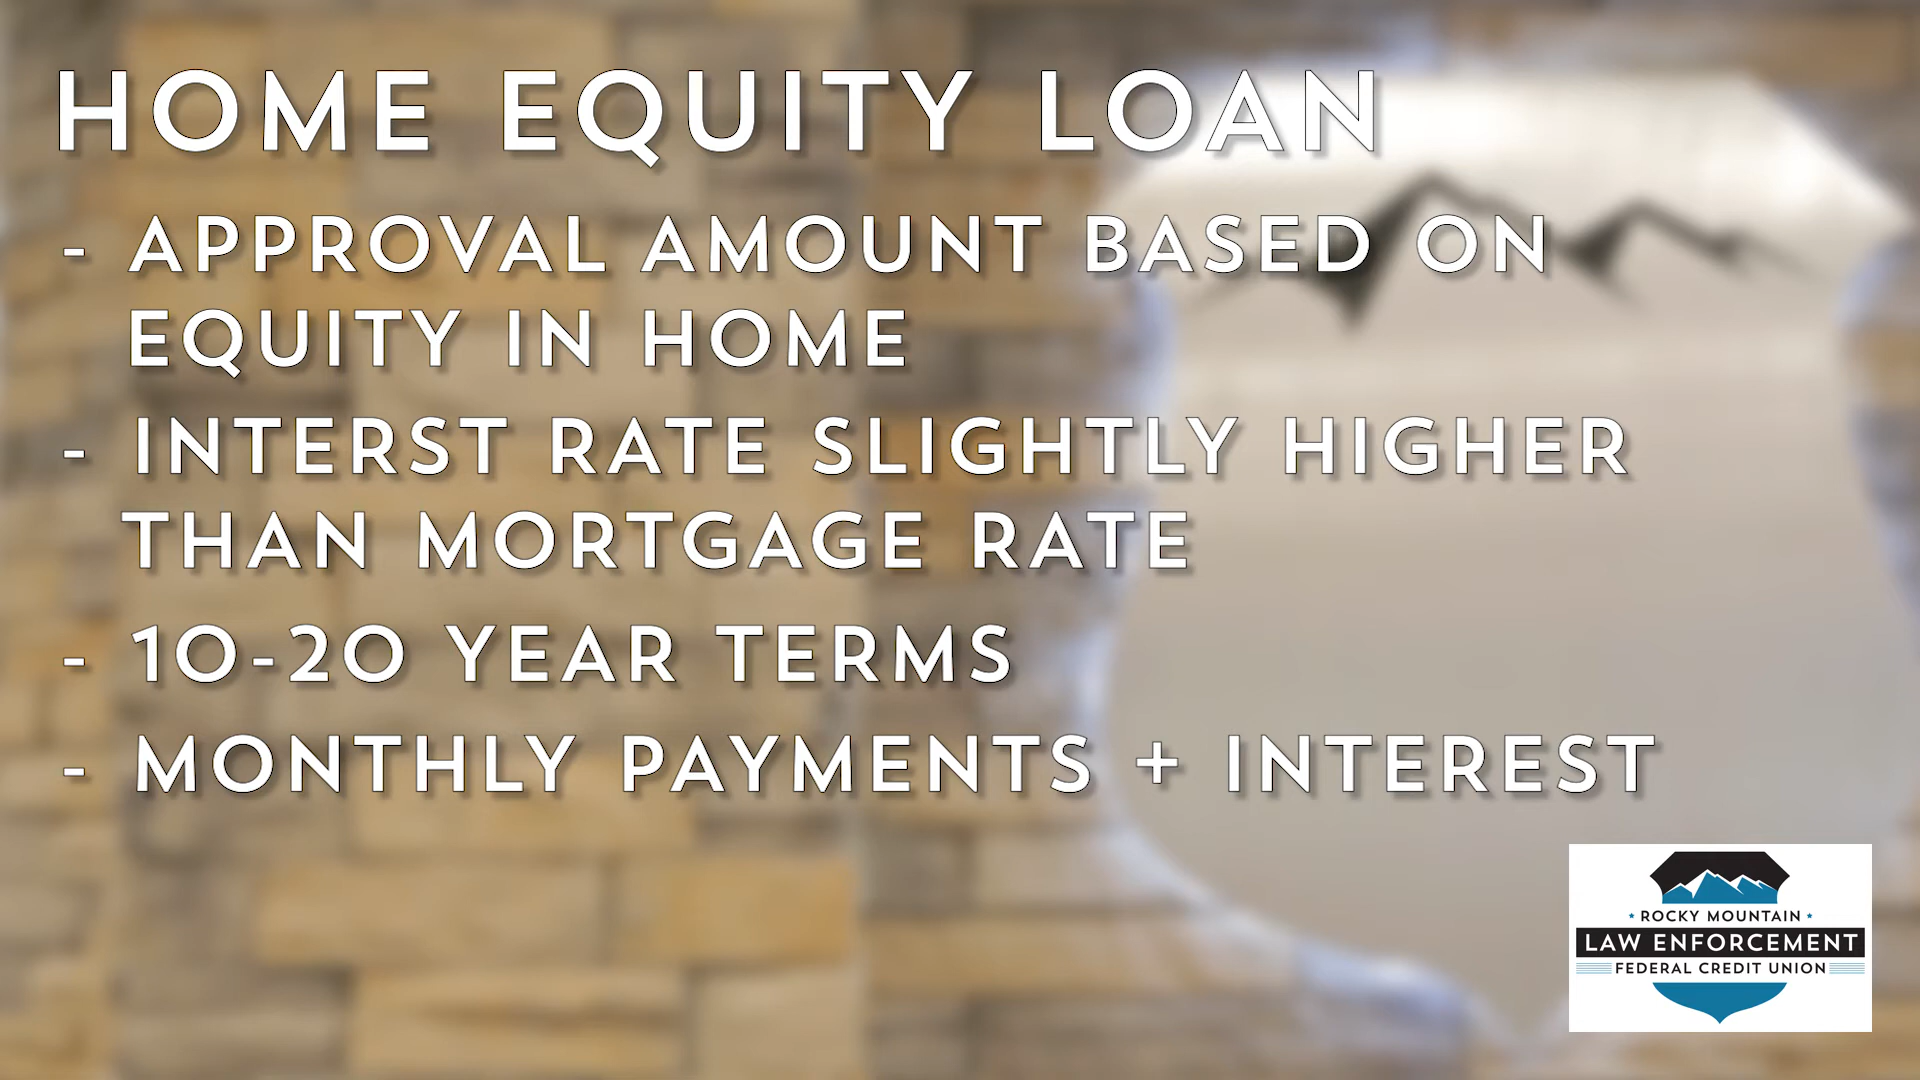 HOME EQUITY LOAN
- APPROVAL AMOUNT BASED ON
EQUITY IN HOME
- INTERST RATE SLIGHTLY HIGHER
THAN MORTGAGE RATE
- 10-20 YEAR TERMS
- MONTHLY PAYMENTS + INTEREST
ROCKY MOUNTAIN
LAW ENFORCEMENT
FEDERAL CREDIT UNION